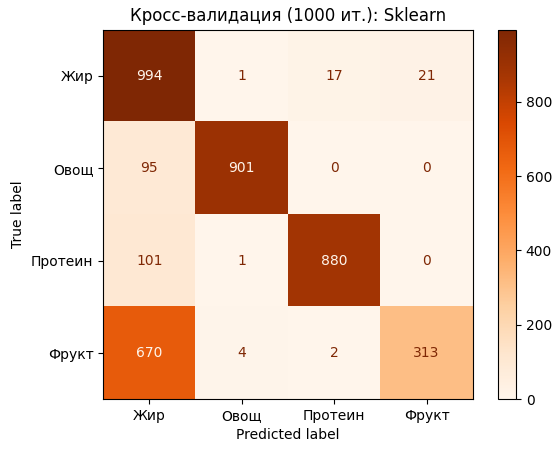 Кросс-валидация (1000 ит.): Sklearn
True label
Жир 994 1 17 21
Овощ 95 901 0 0
Протеин 101 1 880 0
Фрукт 670 4 2 313
Жир Овощ Протеин Фрукт
Predicted label
800
600
400
200
0